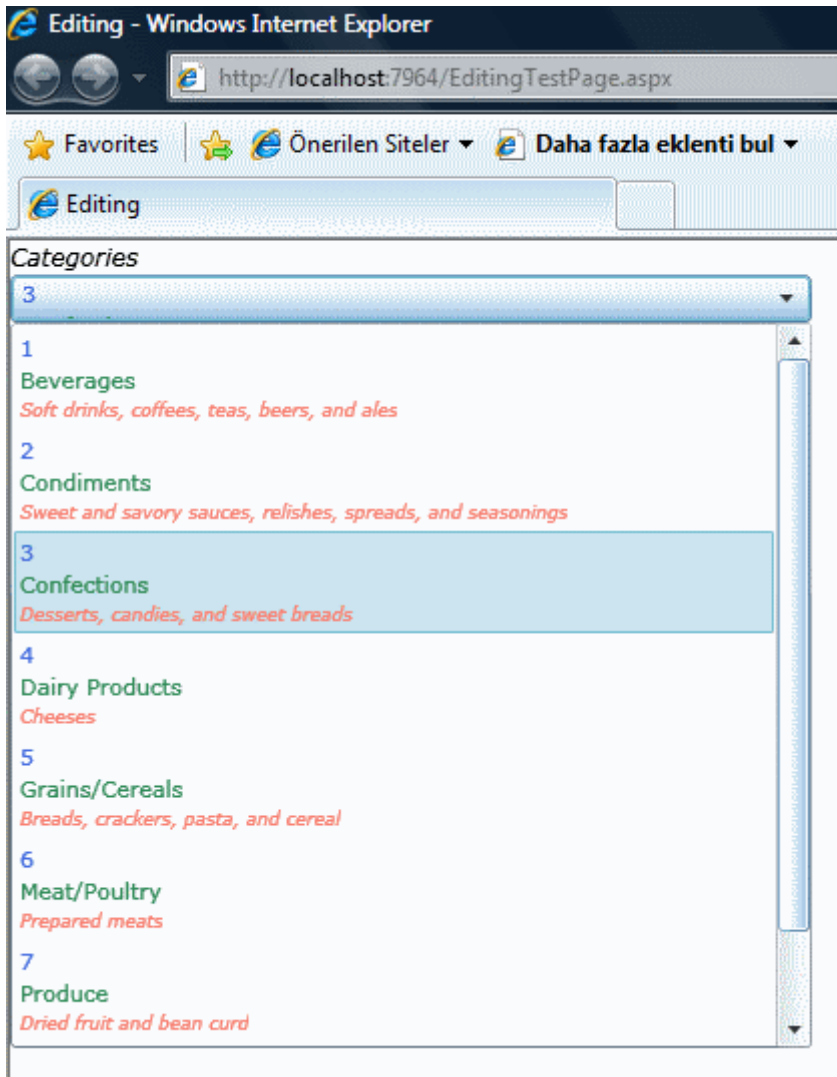 Editing - Windows Internet Explorer
http://localhost:7964/EditingTestPage.aspx
Favorites Önerilen Siteler Daha fazla eklenti bul
Editing
Categories
3
1
Beverages
Soft drinks, coffees, teas, beers, and ales
2
Condiments
Sweet and savory sauces, relishes, spreads, and seasonings
3
Confections
Desserts, candies, and sweet breads
4
Dairy Products
Cheeses
5
Grains/Cereals
Breads, crackers, pasta, and cereal
6
Meat/Poultry
Prepared meats
7
Produce
Dried fruit and bean curd